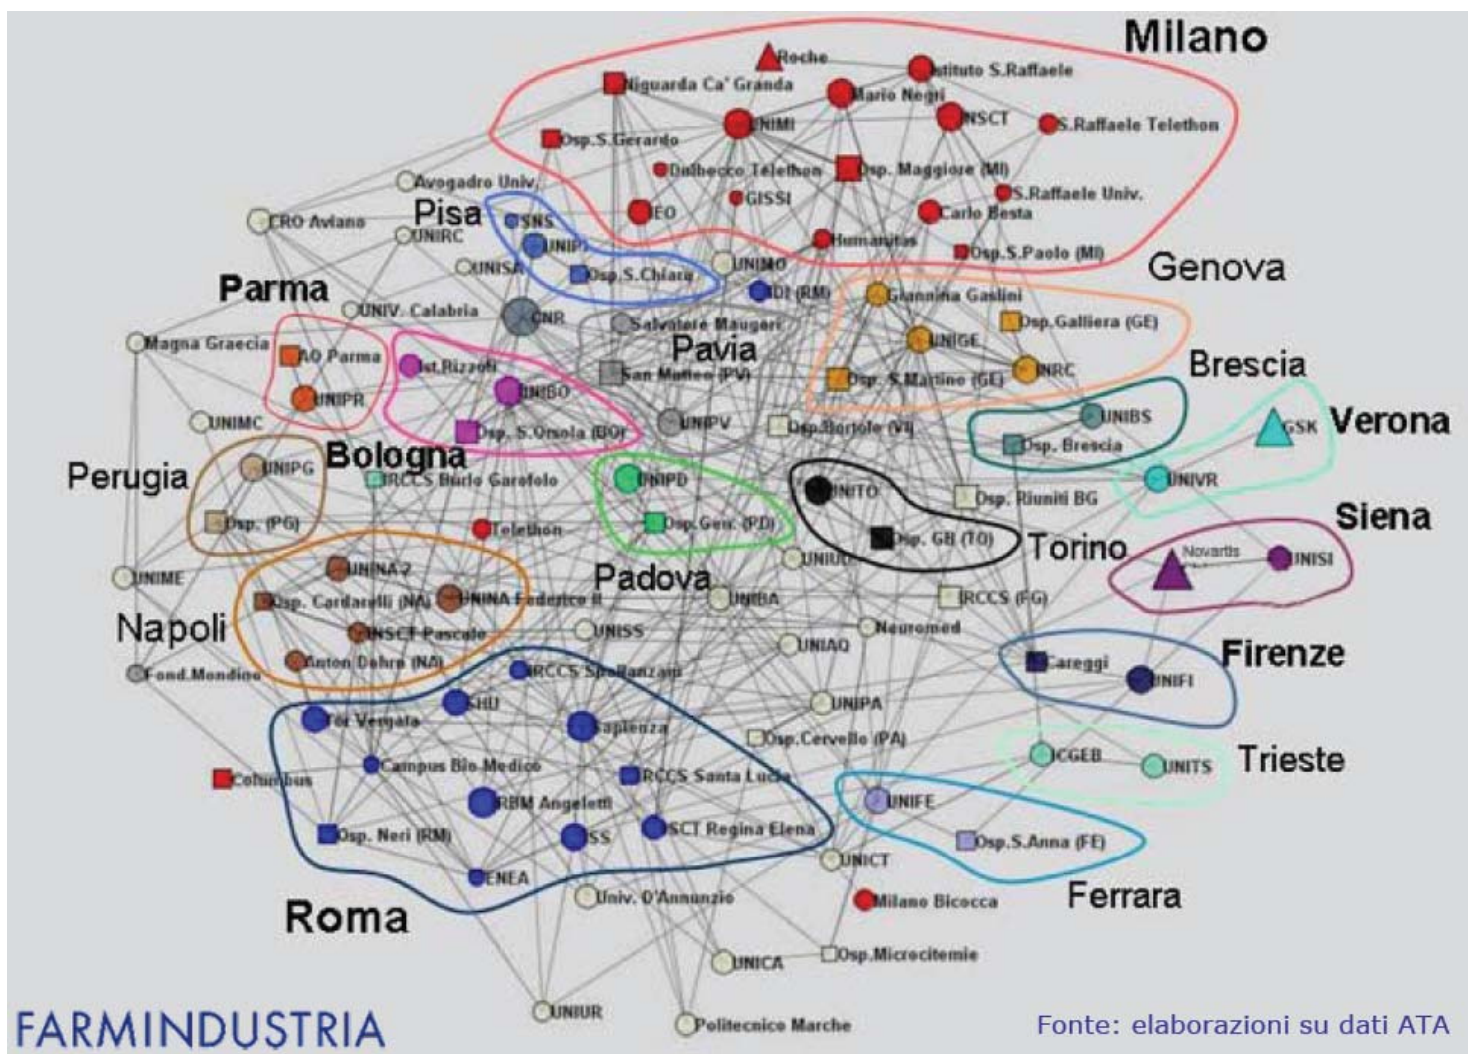 Milano
Roche
Istituto S.Raffaele
Niguarda Ca' Granda
Mario Negri
UNIMI
INSCT
S.Raffaele Telethon
Osp.S.Gerardo
Dulbecco Telethon
Osp. Maggiore (MI)
Avogadro Univ.
GISSI
S.Raffaele Univ.
Pisa
SNS
IEO
Carlo Besta
CRO Aviano
UNIRC
UNIPI
Humanitas
Osp.S.Paolo (MI)
UNISA
Osp.S.Chiara
UNIMO
Genova
Parma
IDI (RM)
Giannina Gaslini
UNIV. Calabria
CNR
Salvatore Maugeri
Osp.Galliera (GE)
Magna Graecia
AO Parma
Pavia
UNIGE
Ist.Rizzoli
San Matteo (PV)
Osp. S.Martino (GE)
INRC
Brescia
UNIPR
UNIBO
UNIMC
Osp. S.Orsola (BO)
UNIPV
Osp.Bortolo (VI)
UNIBS
GSK
Verona
Osp. Brescia
Perugia
UNIPG
Bologna
IRCCS Burlo Garofolo
UNIPD
UNITO
Osp. Riuniti BG
UNIVR
Osp. (PG)
Telethon
Osp.Gen. (PD)
Osp. GB (TO)
Torino
Siena
Novartis
UNISI
UNIME
UNINA 2
Padova
UNIUD
Osp. Cardarelli (NA)
UNINA Federico II
UNIBA
IRCCS (FG)
Napoli
INSCT Pascale
UNISS
Neuromed
UNIAQ
Anton Dohrn (NA)
Fond.Mondino
IRCCS Spallanzani
Careggi
Firenze
UNIFI
Tor Vergata
EHU
Sapienza
UNIPA
Osp.Cervello (PA)
Columbus
Campus Bio Medico
IRCCS Santa Lucia
ICGEB
UNITS
Trieste
IRBM Angeletti
UNIFE
Osp. Neri (RM)
ISS
ISCT Regina Elena
Osp.S.Anna (FE)
UNICT
ENEA
Roma
Univ. D'Annunzio
Milano Bicocca
Ferrara
UNICA
Osp.Microcitemie
UNIUR
Politecnico Marche
FARMINDUSTRIA
Fonte: elaborazioni su dati ATA